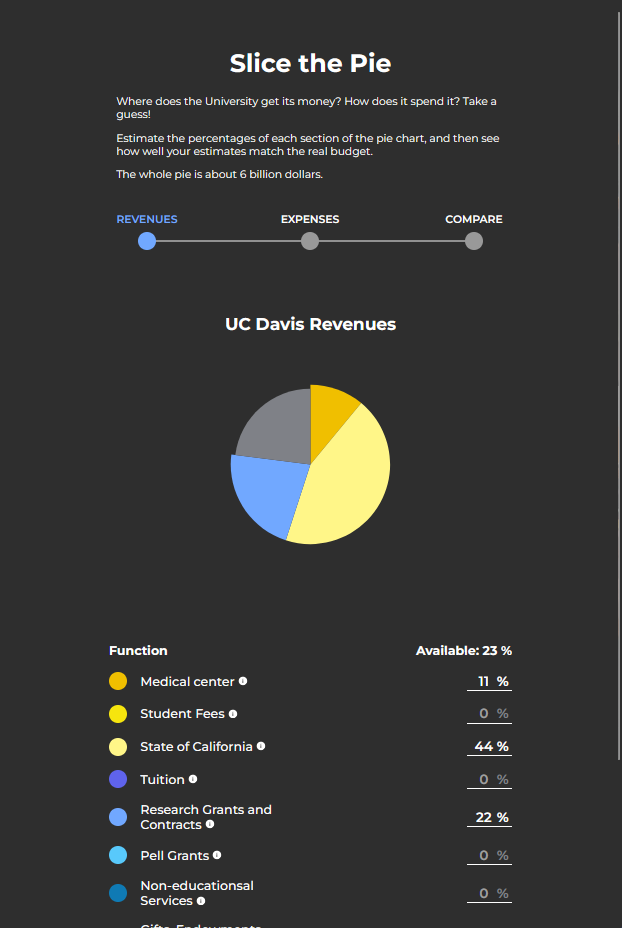 Slice the Pie
Where does the University get its money? How does it spend it? Take a
guess!
Estimate the percentages of each section of the pie chart, and then see
how well your estimates match the real budget.
The whole pie is about 6 billion dollars.
REVENUES EXPENSES COMPARE
UC Davis Revenues
Function Available: 23 %
Medical center 11 %
Student Fees 0 %
State of California 44 %
Tuition 0 %
Research Grants and
Contracts 22 %
Pell Grants 0 %
Non-educationsal
Services 0 %